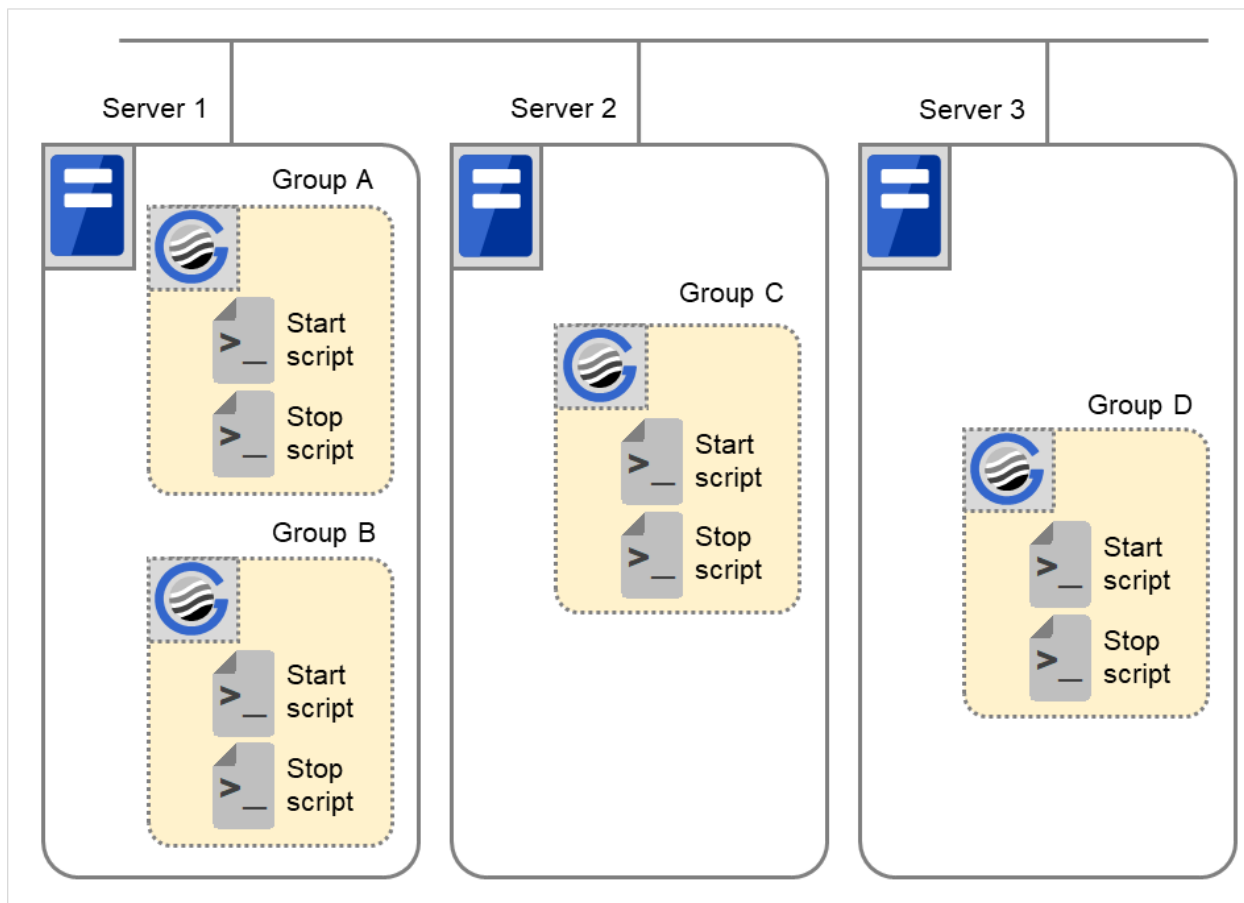 Server 1
Server 2
Server 3
Group A
Start
script
Stop
script
Group B
Start
script
Stop
script
Group C
Start
script
Stop
script
Group D
Start
script
Stop
script